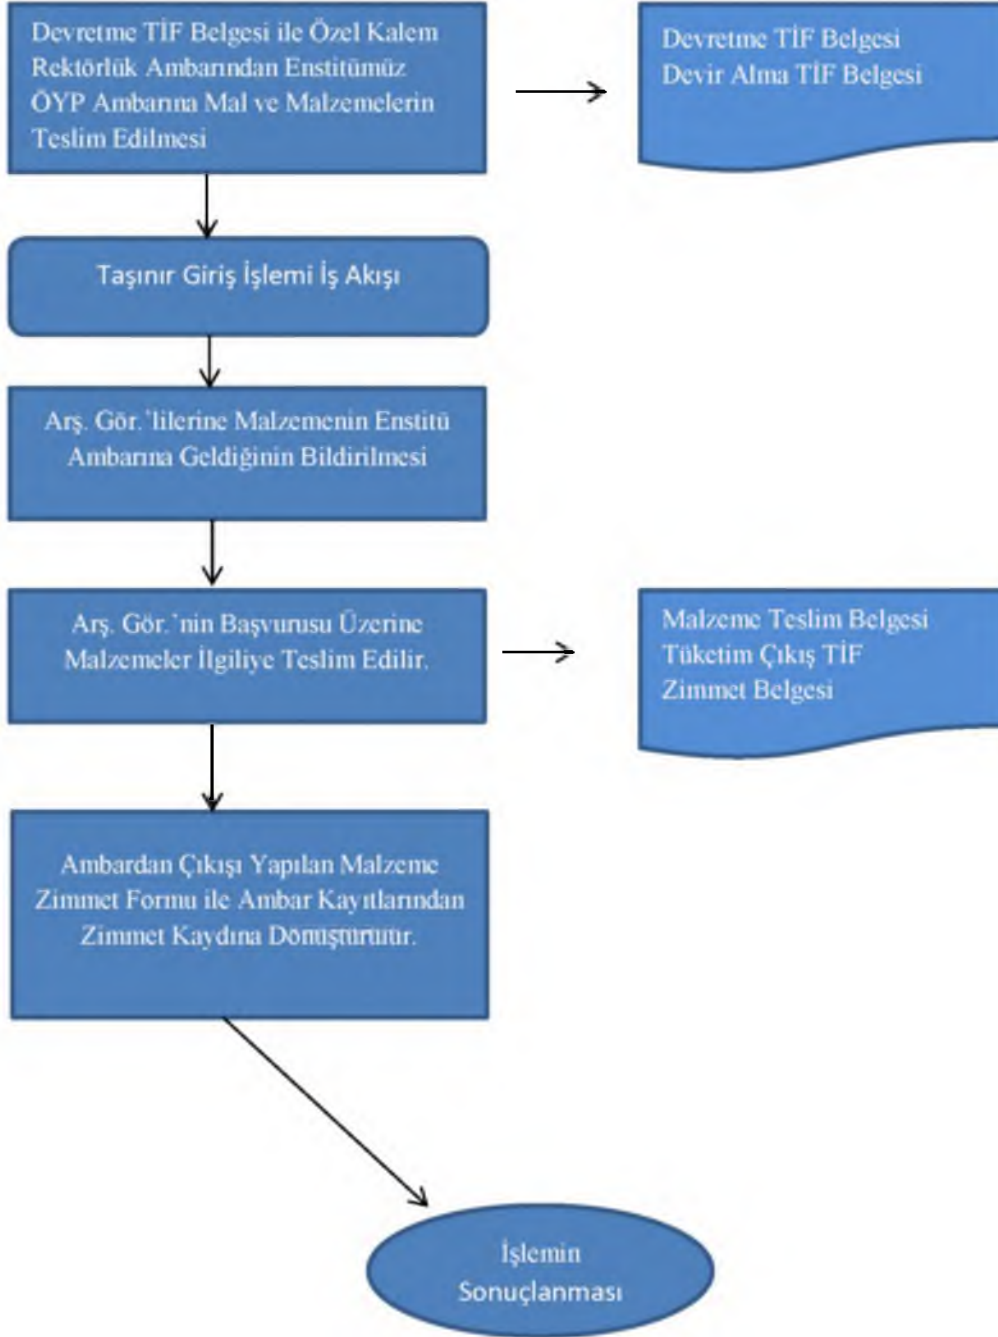 Devretme TİF Belgesi ile Özel Kalem
Rektörlük Ambarından Enstitümüz
ÖYP Ambarına Mal ve Malzemelerin
Teslim Edilmesi
Devretme TİF Belgesi
Devir Alma TİF Belgesi
Taşınır Giriş İşlemi İş Akışı
Arş. Gör.'lilerine Malzemenin Enstitü
Ambarına Geldiğinin Bildirilmesi
Arş. Gör.'nin Başvurusu Üzerine
Malzemeler İlgiliye Teslim Edilir.
Malzeme Teslim Belgesi
Tüketim Çıkış TİF
Zimmet Belgesi
Ambardan Çıkışı Yapılan Malzeme
Zimmet Formu ile Ambar Kayıtlarından
Zimmet Kaydına Dönüştürülür.
İşlemin
Sonuçlanması